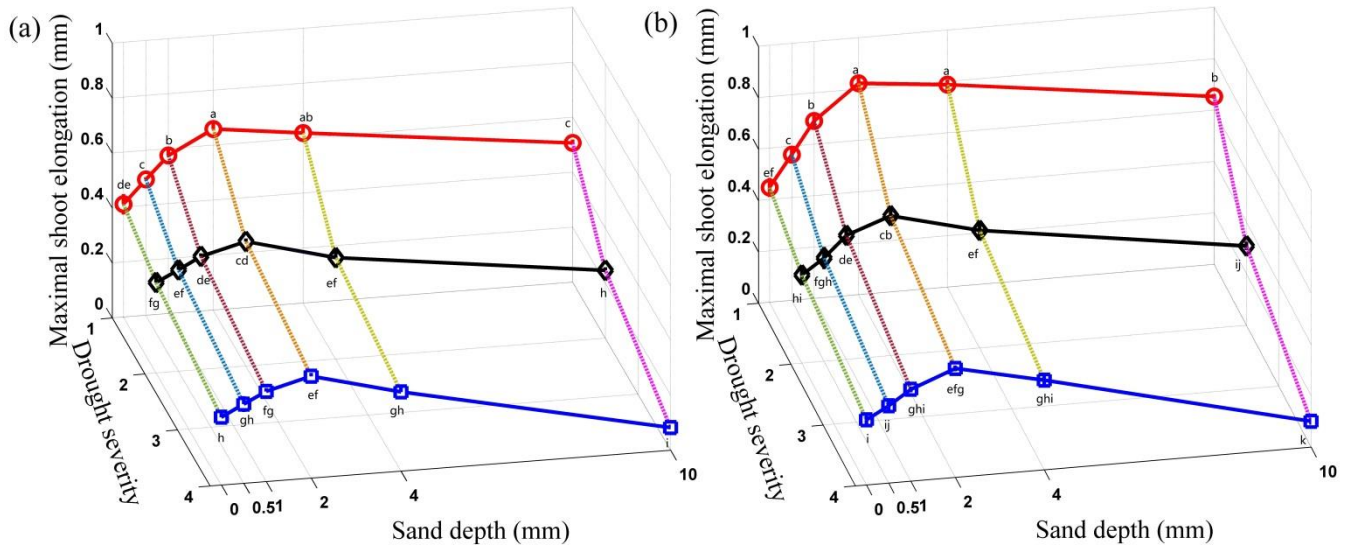 (a)
Maximal shoot elongation (mm)
1
0.8
0.6
0.4
0.2
0
de
c
b
a
ab
c
fg
ef
de
cd
ef
h
h
gh
fg
ef
gh
i
1
2
3
4
Drought severity
0
0.51
2
4
10
Sand depth (mm)
(b)
Maximal shoot elongation (mm)
1
0.8
0.6
0.4
0.2
0
ef
c
b
a
a
b
hi
fgh
de
cb
ef
ij
i
ij
ghi
efg
ghi
k
1
2
3
4
Drought severity
0
0.51
2
4
10
Sand depth (mm)